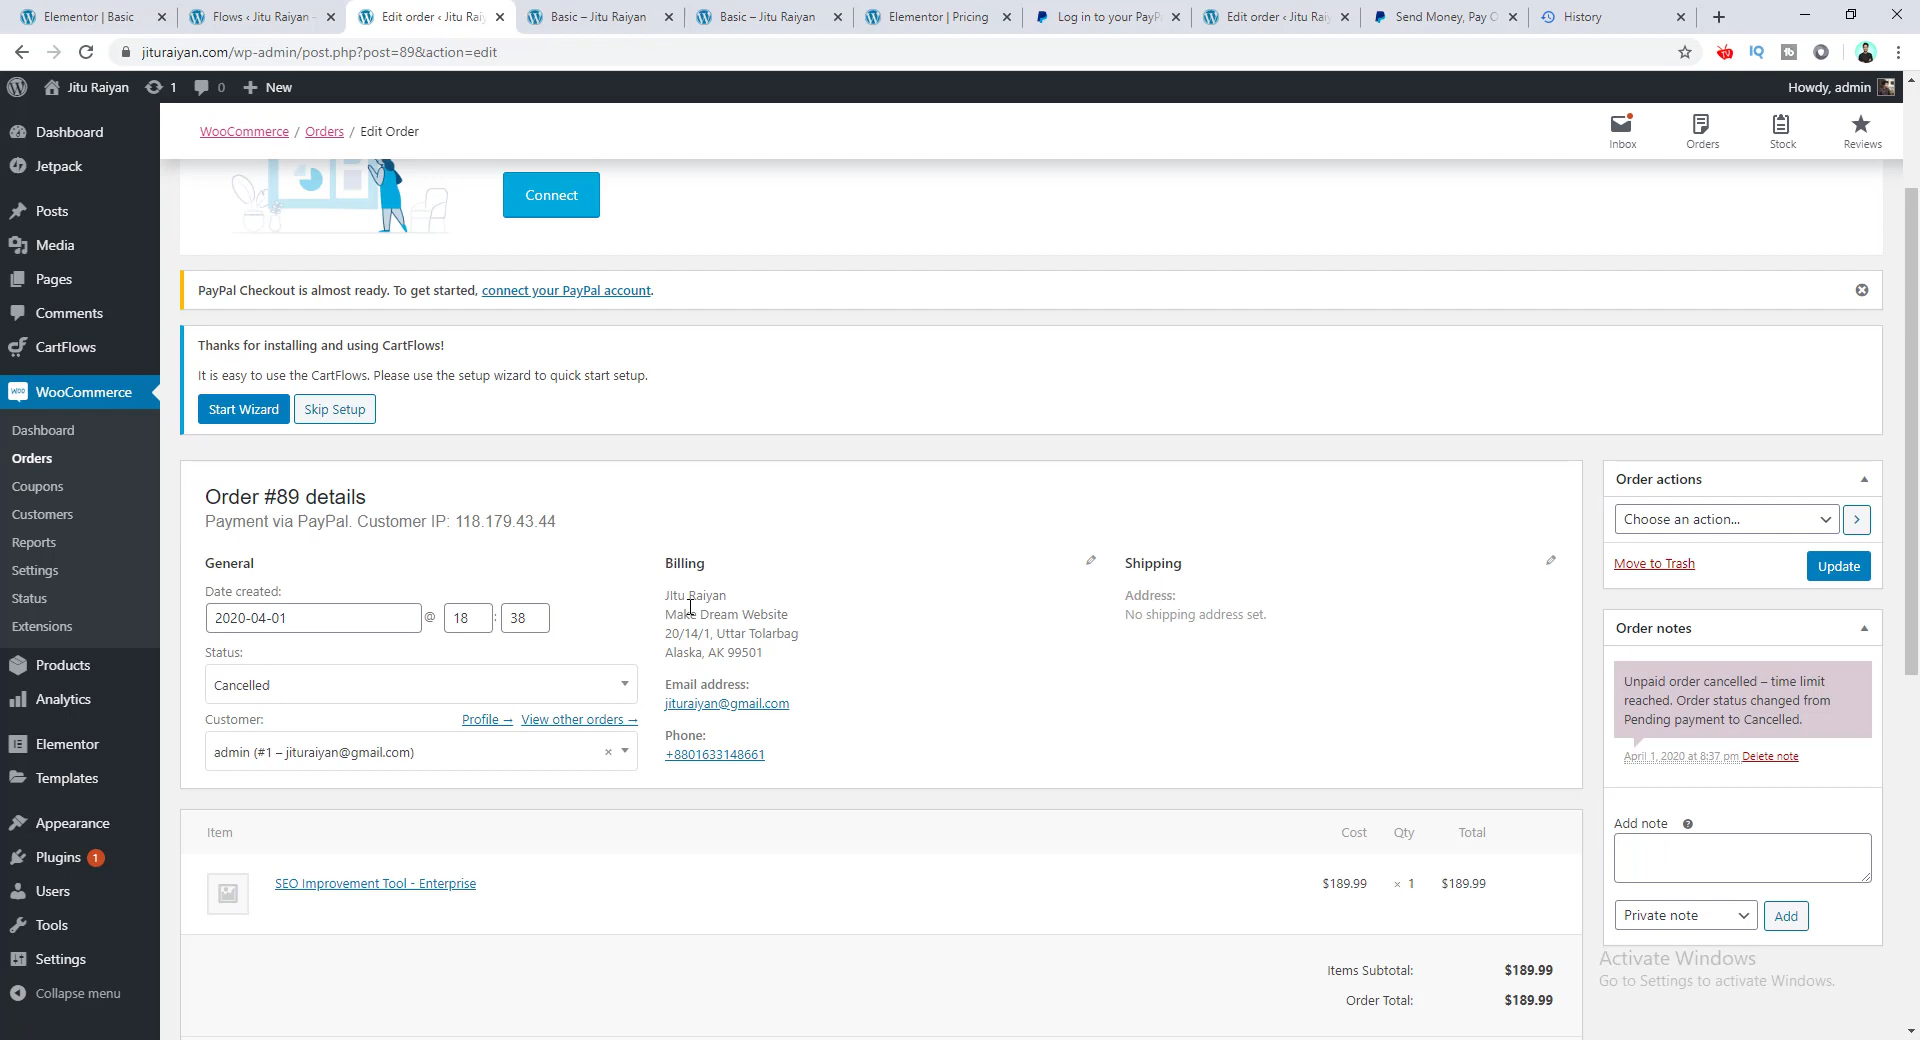 Elementor | Basic
Flows ‹ Jitu Raiyan –
Edit order ‹ Jitu Rai
Basic – Jitu Raiyan
Basic – Jitu Raiyan
Elementor | Pricing
Log in to your PayP
Edit order ‹ Jitu Rai
Send Money, Pay O
History
jituraiyan.com/wp-admin/post.php?post=89&action=edit
Jitu Raiyan
1
0
New
Howdy, admin
Dashboard
Jetpack
Posts
Media
Pages
Comments
CartFlows
WooCommerce
Dashboard
Orders
Coupons
Customers
Reports
Settings
Status
Extensions
Products
Analytics
Elementor
Templates
Appearance
Plugins 1
Users
Tools
Settings
Collapse menu
WooCommerce / Orders / Edit Order
Inbox
Orders
Stock
Reviews
Connect
PayPal Checkout is almost ready. To get started, connect your PayPal account.
Thanks for installing and using CartFlows!
It is easy to use the CartFlows. Please use the setup wizard to quick start setup.
Start Wizard
Skip Setup
Order #89 details
Payment via PayPal. Customer IP: 118.179.43.44
General
Date created:
2020-04-01 @ 18 : 38
Status:
Cancelled
Customer:
Profile →
View other orders →
admin (#1 – jituraiyan@gmail.com) ×
Billing
JItu Raiyan
Make Dream Website
20/14/1, Uttar Tolarbag
Alaska, AK 99501
Email address:
jituraiyan@gmail.com
Phone:
+8801633148661
Shipping
Address:
No shipping address set.
Item
Cost
Qty
Total
SEO Improvement Tool - Enterprise
$189.99
× 1
$189.99
Items Subtotal: $189.99
Order Total: $189.99
Order actions
Choose an action...
Move to Trash
Update
Order notes
Unpaid order cancelled – time limit
reached. Order status changed from
Pending payment to Cancelled.
April 1, 2020 at 8:37 pm Delete note
Add note
Private note
Add
Activate Windows
Go to Settings to activate Windows.